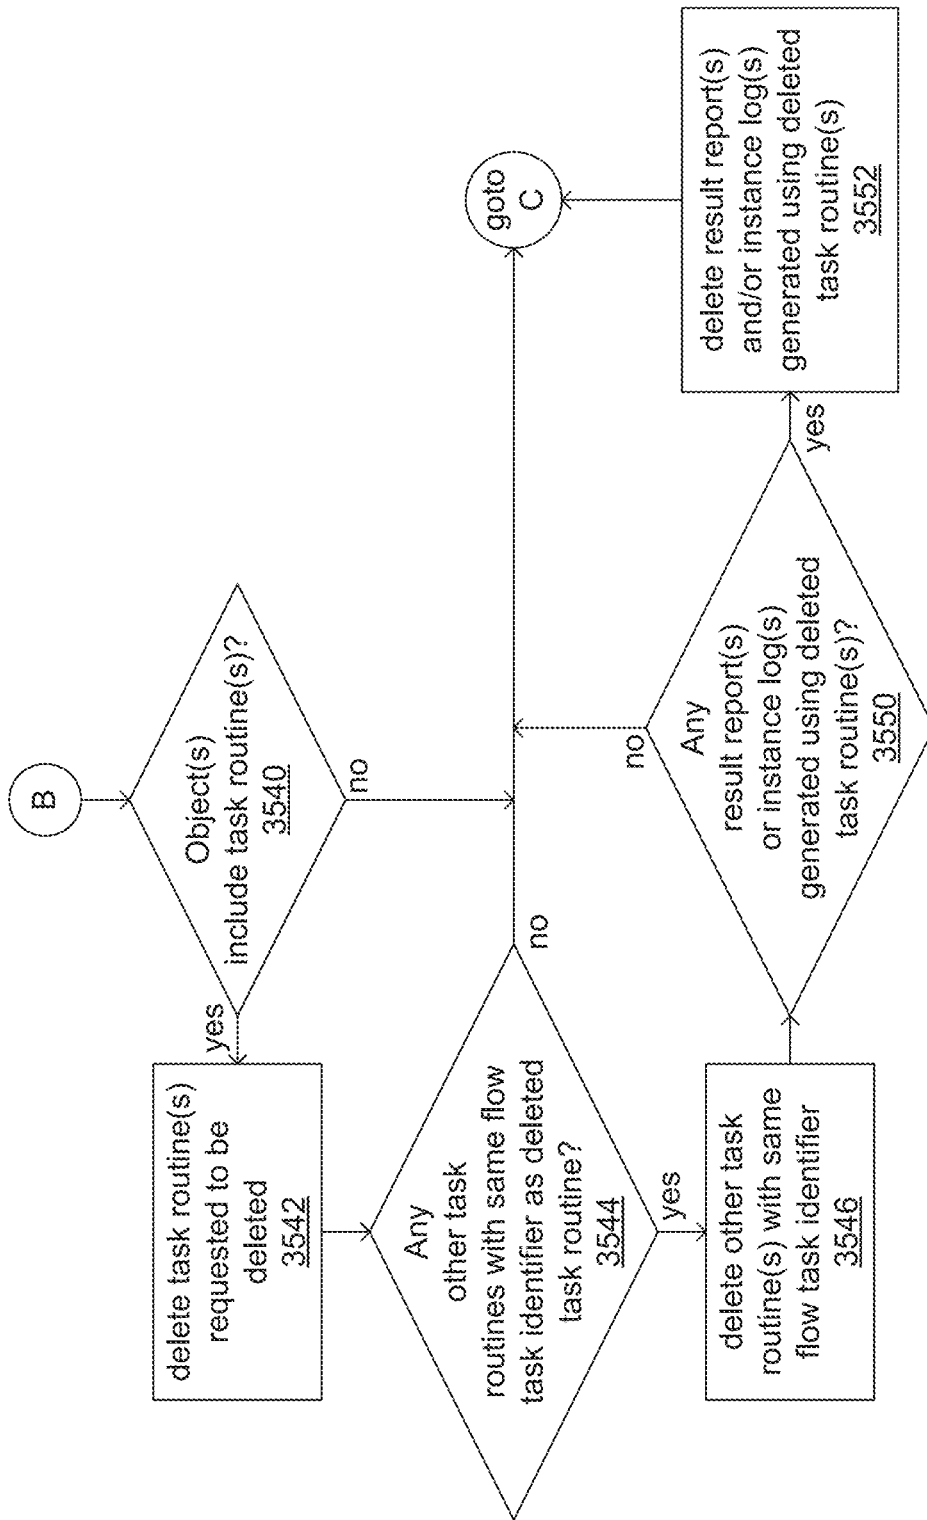 B
Object(s)
include task routine(s)?
3540
yes
no
delete task routine(s)
requested to be
deleted
3542
Any
other task
routines with same flow
task identifier as deleted
task routine?
3544
no
yes
delete other task
routine(s) with same
flow task identifier
3546
Any
result report(s)
or instance log(s)
generated using deleted
task routine(s)?
3550
no
yes
delete result report(s)
and/or instance log(s)
generated using deleted
task routine(s)
3552
goto
C